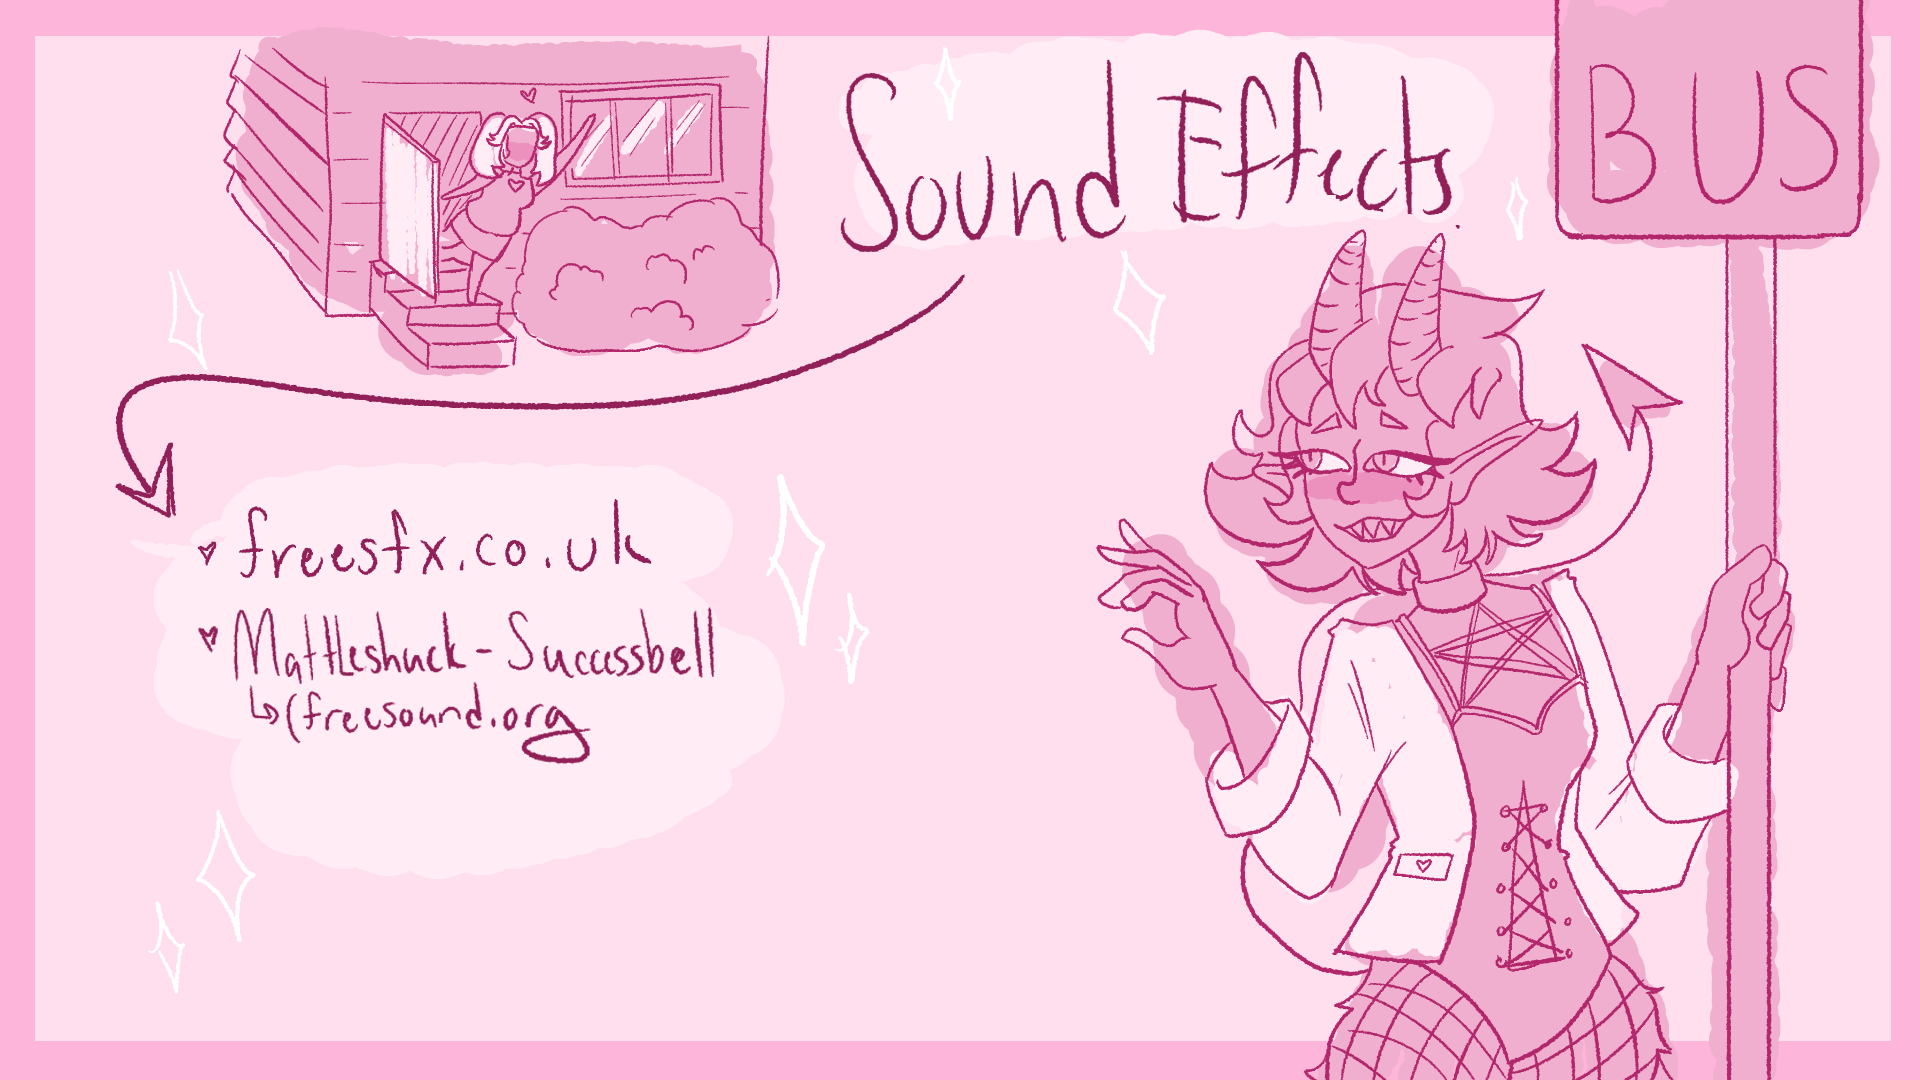 Sound Effects
BUS
freesfx.co.uk
Mattleshuck - Successbell
(freesound.org